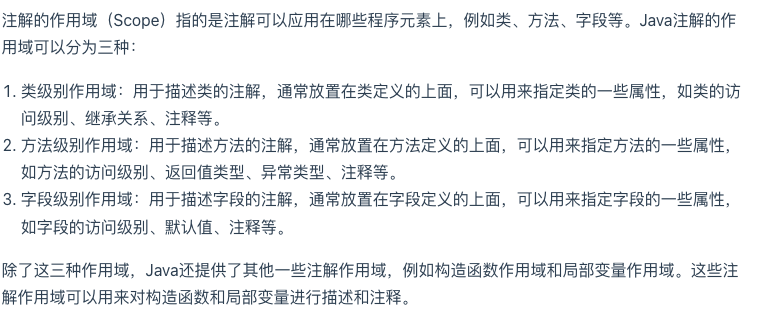 注解的作用域（Scope）指的是注解可以应用在哪些程序元素上，例如类、方法、字段等。Java注解的作
用域可以分为三种：
1. 类级别作用域：用于描述类的注解，通常放置在类定义的上面，可以用来指定类的一些属性，如类的访
问级别、继承关系、注释等。
2. 方法级别作用域：用于描述方法的注解，通常放置在方法定义的上面，可以用来指定方法的一些属性，
如方法的访问级别、返回值类型、异常类型、注释等。
3. 字段级别作用域：用于描述字段的注解，通常放置在字段定义的上面，可以用来指定字段的一些属性，
如字段的访问级别、默认值、注释等。
除了这三种作用域，Java还提供了其他一些注解作用域，例如构造函数作用域和局部变量作用域。这些注
解作用域可以用来对构造函数和局部变量进行描述和注释。